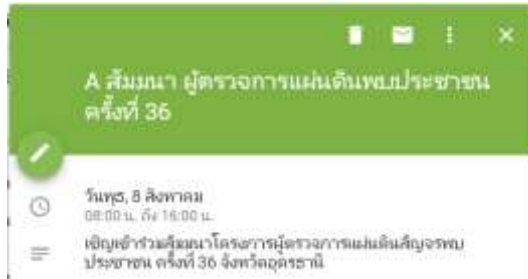 A สัมมนา ผู้ตรวจการแผ่นดินพบประชาชน
ครั้งที่ 36
วันพุธ, 8 สิงหาคม
08:00 น. ถึง 16:00 น.
เชิญเข้าร่วมสัมมนาโครงการผู้ตรวจการแผ่นดินสัญจรพบ
ประชาชน ครั้งที่ 36 จังหวัดอุดรธานี